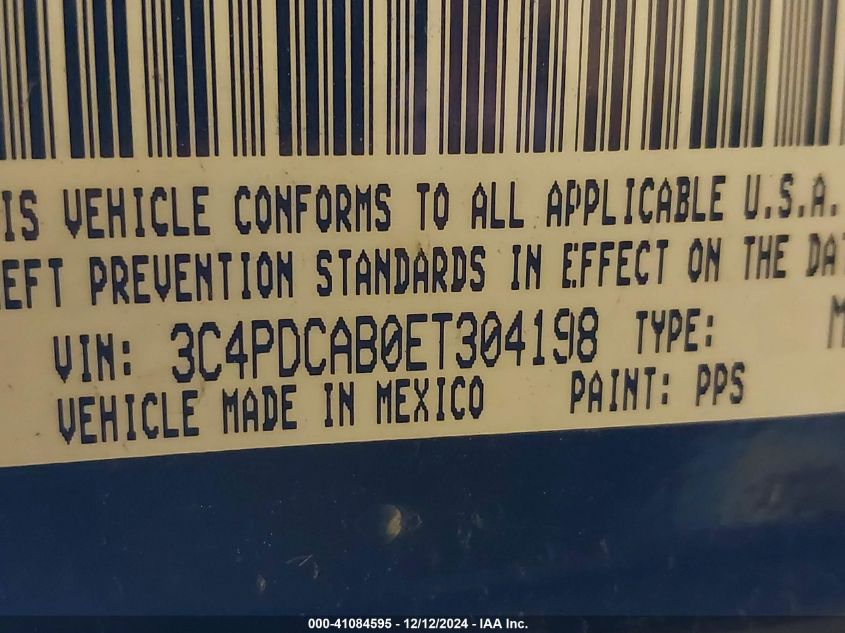 IS VEHICLE CONFORMS TO ALL APPLICABLE U.S.A.
EFT PREVENTION STANDARDS IN EFFECT ON THE DAT
VIN: 3C4PDCAB0ET304198 TYPE: M
VEHICLE MADE IN MEXICO PAINT: PPS
000-41084595 - 12/12/2024 - IAA Inc.